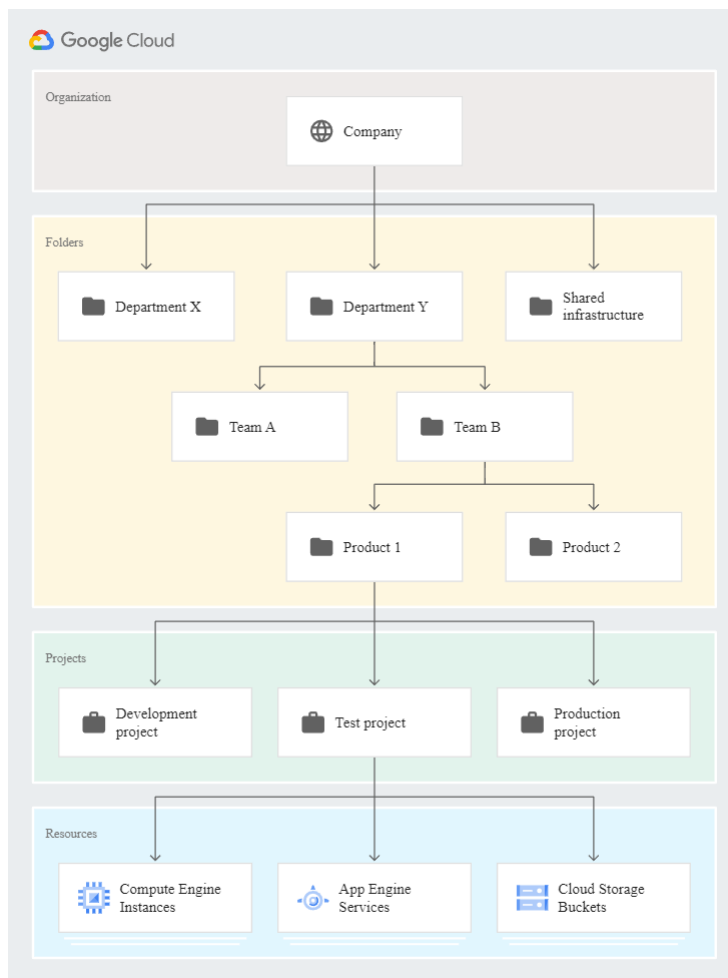 Google Cloud
Organization
Company
Folders
Department X
Department Y
Shared
infrastructure
Team A
Team B
Product 1
Product 2
Projects
Development
project
Test project
Production
project
Resources
Compute Engine
Instances
App Engine
Services
Cloud Storage
Buckets